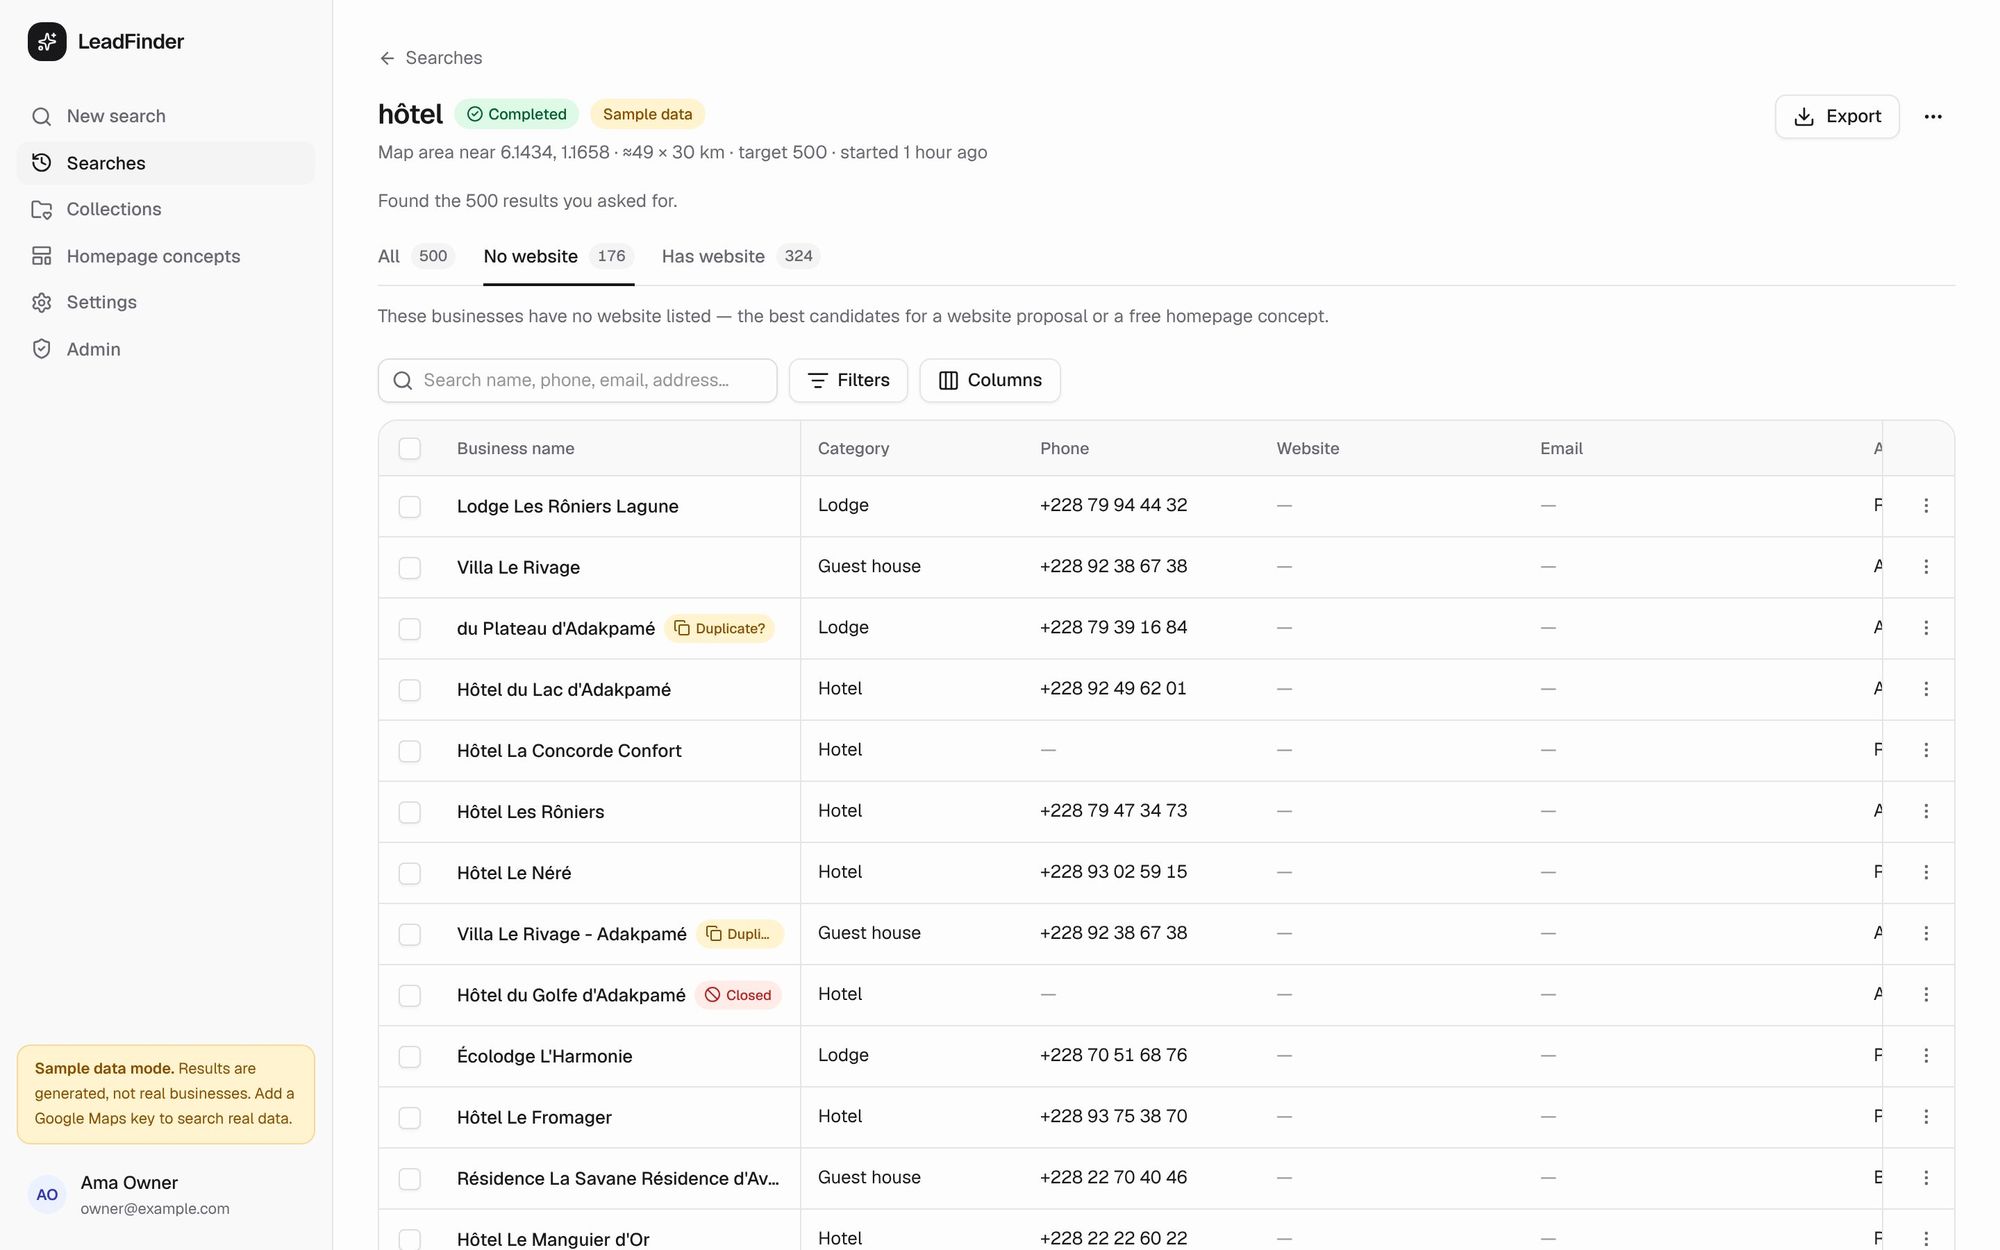 LeadFinder
New search
Searches
Collections
Homepage concepts
Settings
Admin
Sample data mode. Results are
generated, not real businesses. Add a
Google Maps key to search real data.
AO
Ama Owner
owner@example.com
Searches
hôtel Completed Sample data
Export
Map area near 6.1434, 1.1658 · ≈49 × 30 km · target 500 · started 1 hour ago
Found the 500 results you asked for.
All 500 No website 176 Has website 324
These businesses have no website listed — the best candidates for a website proposal or a free homepage concept.
Search name, phone, email, address... Filters Columns
Business name Category Phone Website Email
Lodge Les Rôniers Lagune Lodge +228 79 94 44 32 — —
Villa Le Rivage Guest house +228 92 38 67 38 — —
du Plateau d'Adakpamé Duplicate? Lodge +228 79 39 16 84 — —
Hôtel du Lac d'Adakpamé Hotel +228 92 49 62 01 — —
Hôtel La Concorde Confort Hotel — — —
Hôtel Les Rôniers Hotel +228 79 47 34 73 — —
Hôtel Le Néré Hotel +228 93 02 59 15 — —
Villa Le Rivage - Adakpamé Dupli... Guest house +228 92 38 67 38 — —
Hôtel du Golfe d'Adakpamé Closed Hotel — — —
Écolodge L'Harmonie Lodge +228 70 51 68 76 — —
Hôtel Le Fromager Hotel +228 93 75 38 70 — —
Résidence La Savane Résidence d'Av... Guest house +228 22 70 40 46 — —
Hôtel Le Manguier d'Or Hotel +228 22 22 60 22 — —